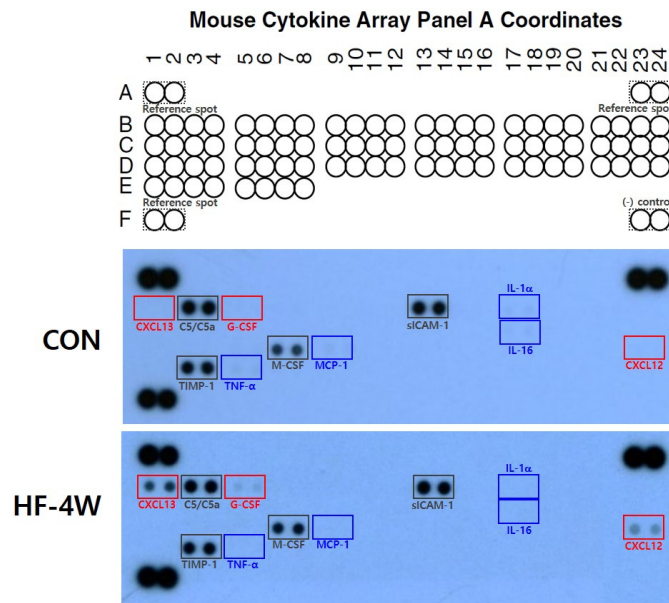 Mouse Cytokine Array Panel A Coordinates
1 2 3 4 5 6 7 8 9 10 11 12 13 14 15 16 17 18 19 20 21 22 23 24
A
Reference spot Reference spo
B
C
D
E
Reference spot (-) contro
F
IL-1α
CON
CXCL13 C5/C5a G-CSF sICAM-1
IL-16
M-CSF MCP-1 CXCL12
TIMP-1 TNF-α
IL-1α
HF-4W
CXCL13 C5/C5a G-CSF sICAM-1
IL-16
M-CSF MCP-1 CXCL12
TIMP-1 TNF-α